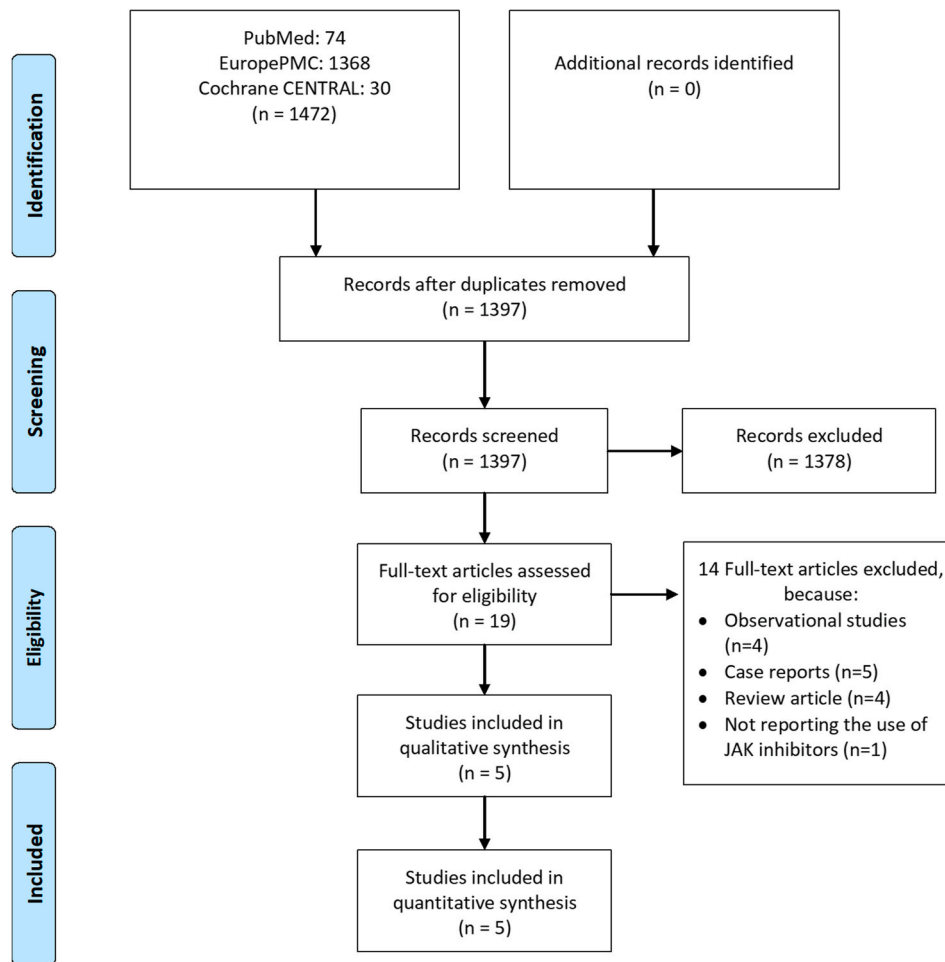 Identification
PubMed: 74
EuropePMC: 1368
Cochrane CENTRAL: 30
(n = 1472)
Additional records identified
(n = 0)
Records after duplicates removed
(n = 1397)
Screening
Records screened
(n = 1397)
Records excluded
(n = 1378)
Eligibility
Full-text articles assessed
for eligibility
(n = 19)
14 Full-text articles excluded,
because:
● Observational studies
(n=4)
● Case reports (n=5)
● Review article (n=4)
● Not reporting the use of
JAK inhibitors (n=1)
Studies included in
qualitative synthesis
(n = 5)
Included
Studies included in
quantitative synthesis
(n = 5)